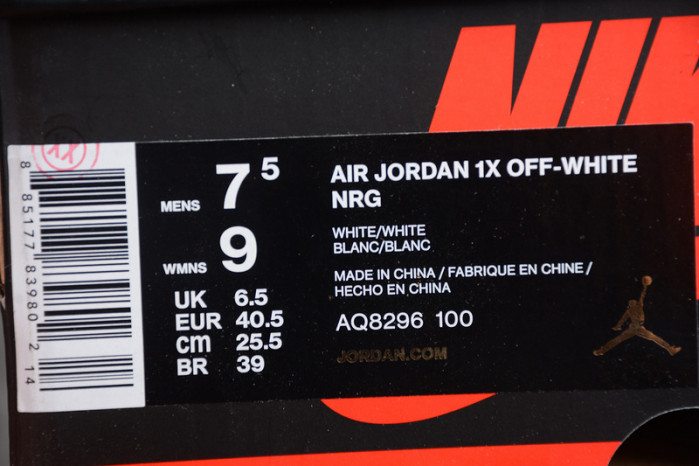 NIK
8 85177 83980 2 14
MENS 7 5
WMNS 9
UK 6.5
EUR 40.5
cm 25.5
BR 39
AIR JORDAN 1X OFF-WHITE
NRG
WHITE/WHITE
BLANC/BLANC
MADE IN CHINA / FABRIQUE EN CHINE /
HECHO EN CHINA
AQ8296 100
JORDAN.COM